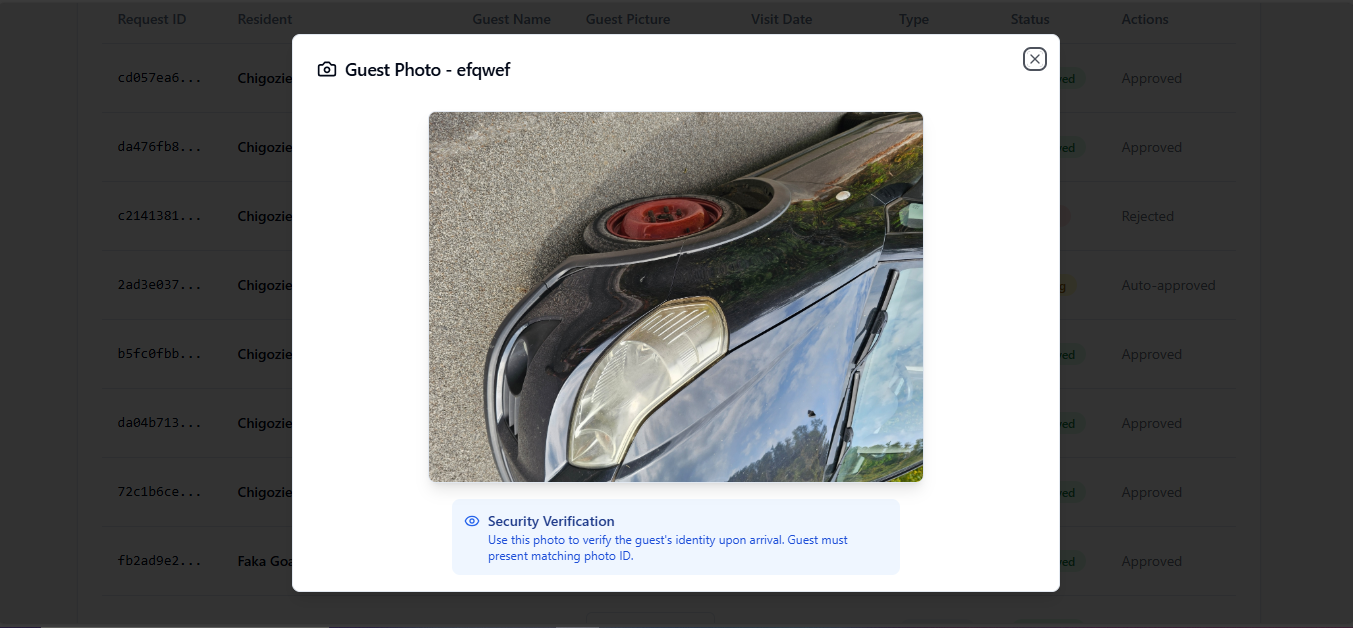 Request ID Resident Guest Name Guest Picture Visit Date Type Status Actions
Guest Photo - efqwef
cd057ea6... Chigozie Approved
da476fb8... Chigozie Approved
c2141381... Chigozie Rejected
2ad3e037... Chigozie Auto-approved
b5fc0fbb... Chigozie Approved
da04b713... Chigozie Approved
72c1b6ce... Chigozie Approved
Security Verification
Use this photo to verify the guest's identity upon arrival. Guest must
present matching photo ID.
fb2ad9e2... Faka Approved